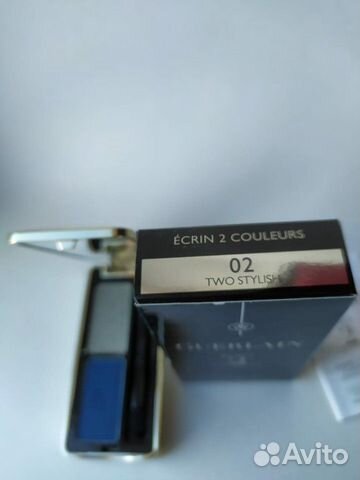 ÉCRIN 2 COULEURS
02
TWO STYLISH
GUERLAIN
Avito